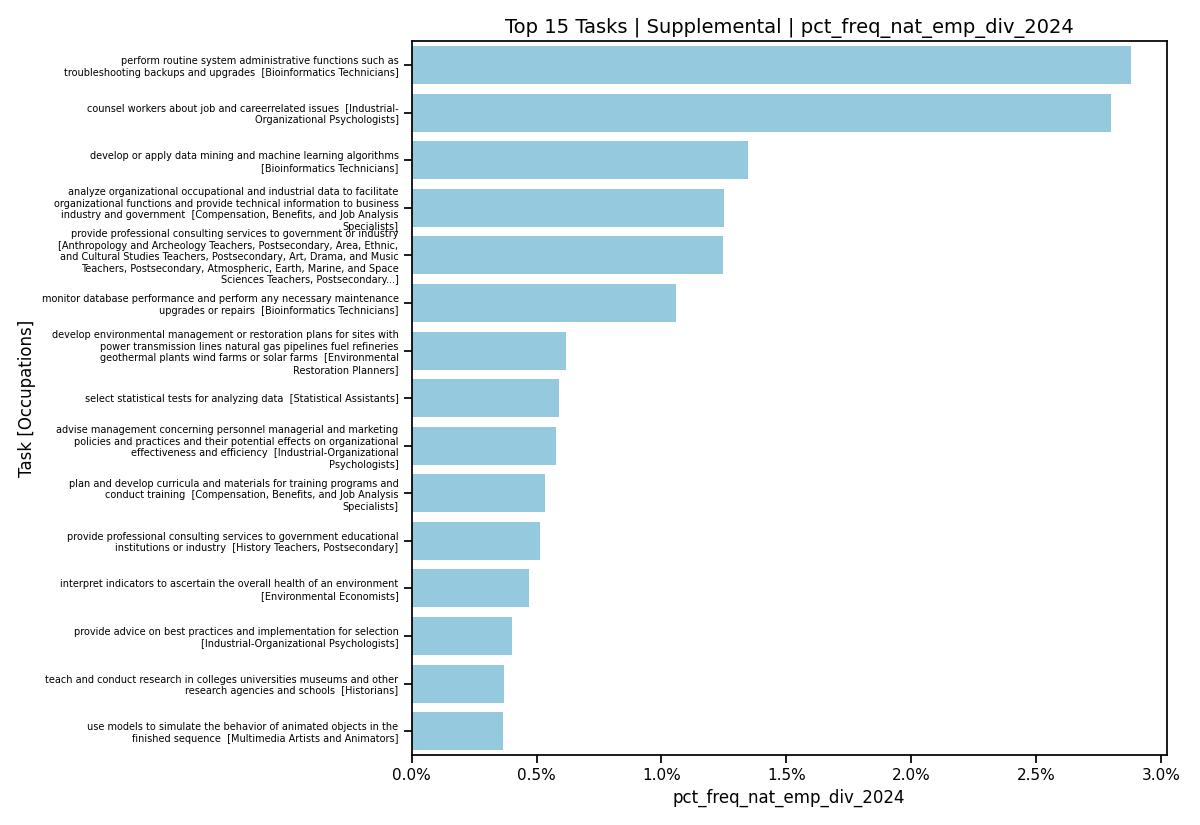 Top 15 Tasks | Supplemental | pct_freq_nat_emp_div_2024
perform routine system administrative functions such as
troubleshooting backups and upgrades [Bioinformatics Technicians]
counsel workers about job and careerrelated issues [Industrial-
Organizational Psychologists]
develop or apply data mining and machine learning algorithms
[Bioinformatics Technicians]
analyze organizational occupational and industrial data to facilitate
organizational functions and provide technical information to business
industry and government [Compensation, Benefits, and Job Analysis
Specialists]
provide professional consulting services to government or industry
[Anthropology and Archeology Teachers, Postsecondary, Area, Ethnic,
and Cultural Studies Teachers, Postsecondary, Art, Drama, and Music
Teachers, Postsecondary, Atmospheric, Earth, Marine, and Space
Sciences Teachers, Postsecondary...]
monitor database performance and perform any necessary maintenance
upgrades or repairs [Bioinformatics Technicians]
develop environmental management or restoration plans for sites with
power transmission lines natural gas pipelines fuel refineries
geothermal plants wind farms or solar farms [Environmental
Restoration Planners]
select statistical tests for analyzing data [Statistical Assistants]
advise management concerning personnel managerial and marketing
policies and practices and their potential effects on organizational
effectiveness and efficiency [Industrial-Organizational
Psychologists]
plan and develop curricula and materials for training programs and
conduct training [Compensation, Benefits, and Job Analysis
Specialists]
provide professional consulting services to government educational
institutions or industry [History Teachers, Postsecondary]
interpret indicators to ascertain the overall health of an environment
[Environmental Economists]
provide advice on best practices and implementation for selection
[Industrial-Organizational Psychologists]
teach and conduct research in colleges universities museums and other
research agencies and schools [Historians]
use models to simulate the behavior of animated objects in the
finished sequence [Multimedia Artists and Animators]
Task [Occupations]
0.0% 0.5% 1.0% 1.5% 2.0% 2.5% 3.0%
pct_freq_nat_emp_div_2024